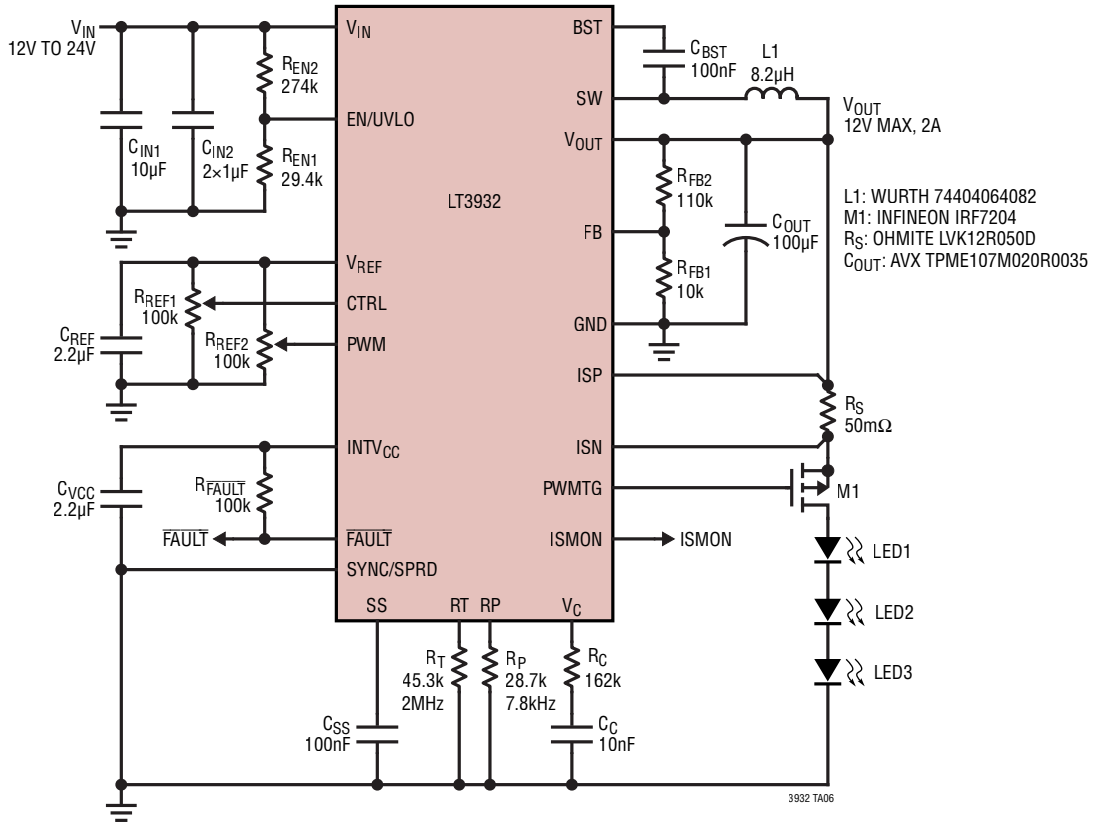 VIN
12V TO 24V
CIN1
10µF
CIN2
2×1µF
REN2
274k
REN1
29.4k
VIN
EN/UVLO
LT3932
BST
SW
VOUT
FB
GND
CBST
100nF
L1
8.2µH
VOUT
12V MAX, 2A
RFB2
110k
RFB1
10k
COUT
100µF
L1: WURTH 74404064082
M1: INFINEON IRF7204
RS: OHMITE LVK12R050D
COUT: AVX TPME107M020R0035
VREF
CTRL
PWM
RREF1
100k
RREF2
100k
CREF
2.2µF
ISP
ISN
PWMTG
ISMON
ISMON
RS
50mΩ
M1
LED1
LED2
LED3
INTVCC
CVCC
2.2µF
RFAULT
100k
FAULT
FAULT
SYNC/SPRD
SS
RT
RP
VC
RT
45.3k
2MHz
RP
28.7k
7.8kHz
RC
162k
CSS
100nF
CC
10nF
3932 TA06